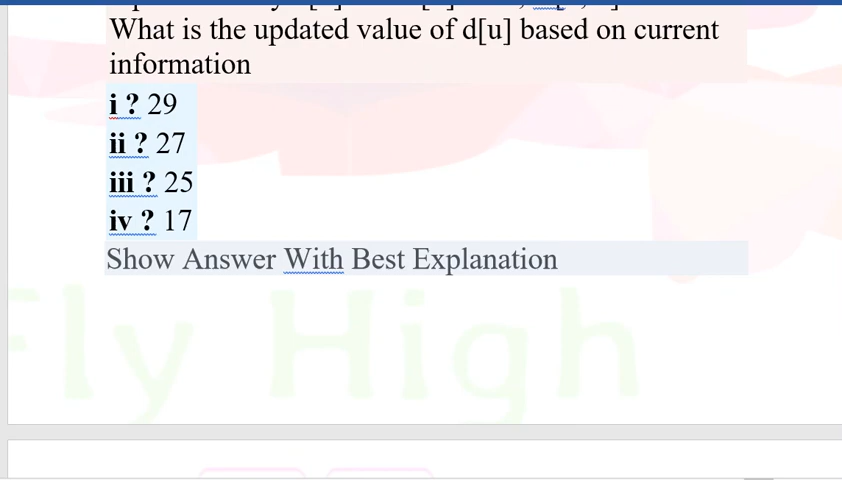 What is the updated value of d[u] based on current
information
i ? 29
ii ? 27
iii ? 25
iv ? 17
Show Answer With Best Explanation
Fly High